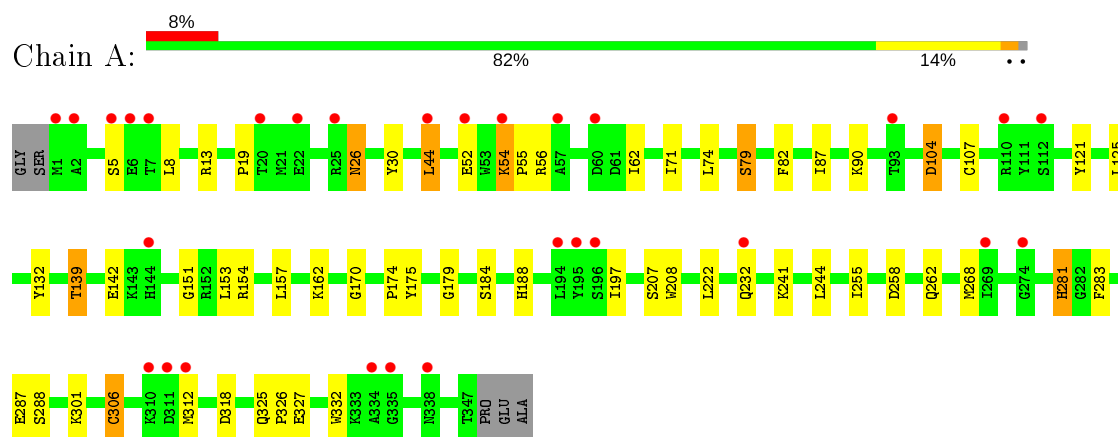 8%
Chain A:
82% 14% • •
GLY SER M1 A2 S5 E6 T7 L8 R13 P19 T20 M21 E22 R25 N26 Y30 L44 E52 W53 K54 P55 R56 A57 D60 D61 I62 I71 L74 S79 F82 I87 K90 T93 D104 C107 R110 Y111 S112 Y121 L125
Y132 T139 E142 K143 H144 G151 R152 L153 R154 L157 K162 G170 P174 Y175 G179 S184 H188 L194 Y195 S196 I197 S207 W208 L222 Q232 K241 L244 I255 D258 Q262 M268 I269 G274 H281 G282 F283
E287 S288 K301 C306 K310 D311 M312 D318 Q325 P326 E327 W332 K333 A334 G335 N338 T347 PRO GLU ALA